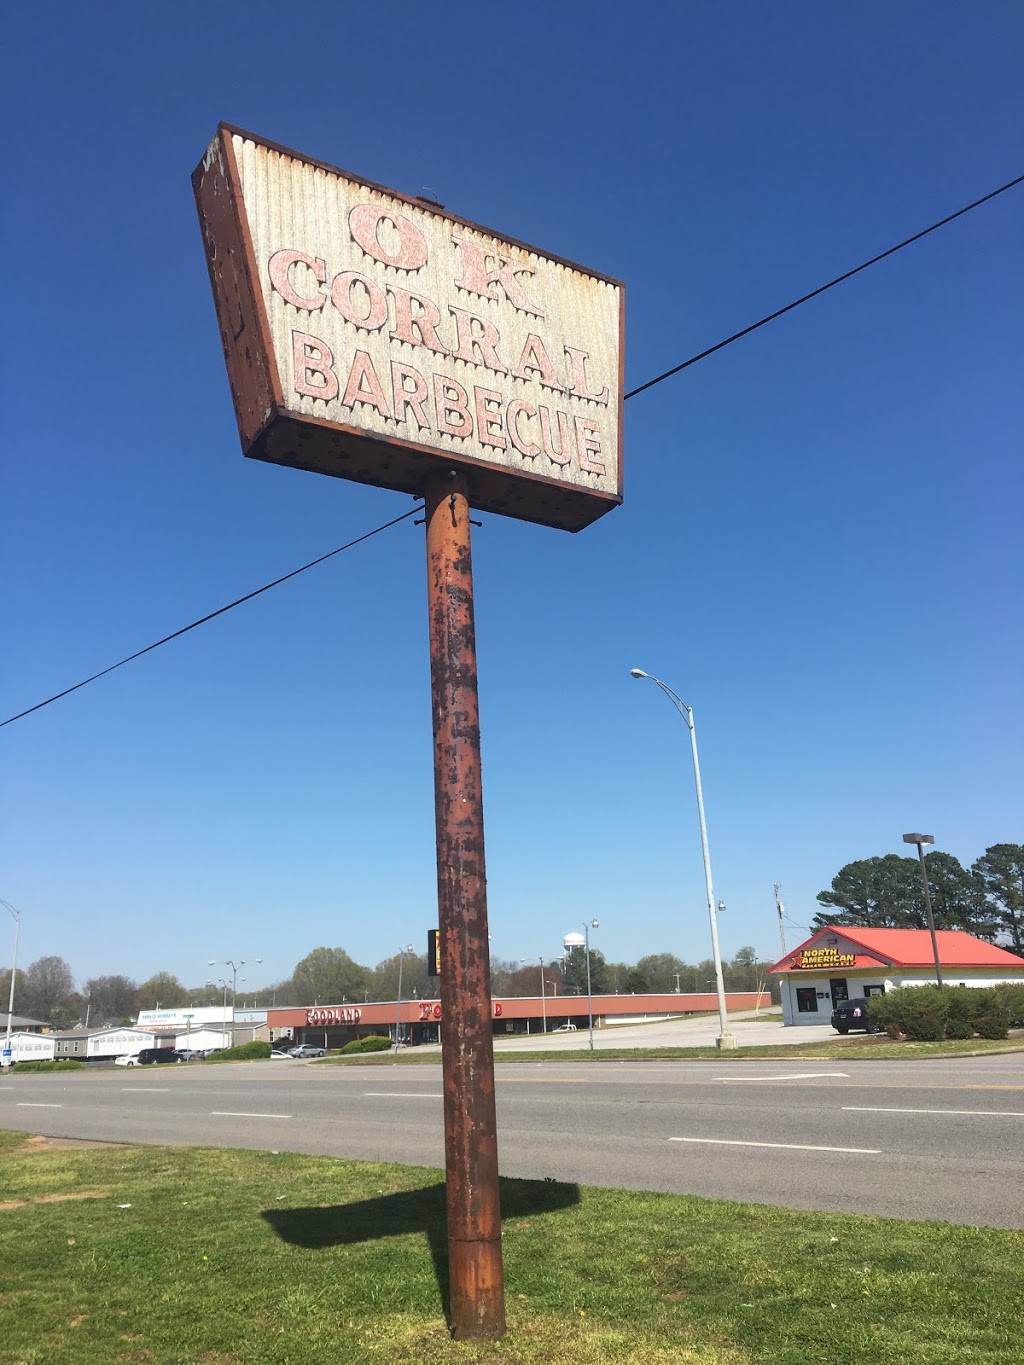 O K
CORRAL
BARBECUE
NORTH
AMERICAN
FOODLAND